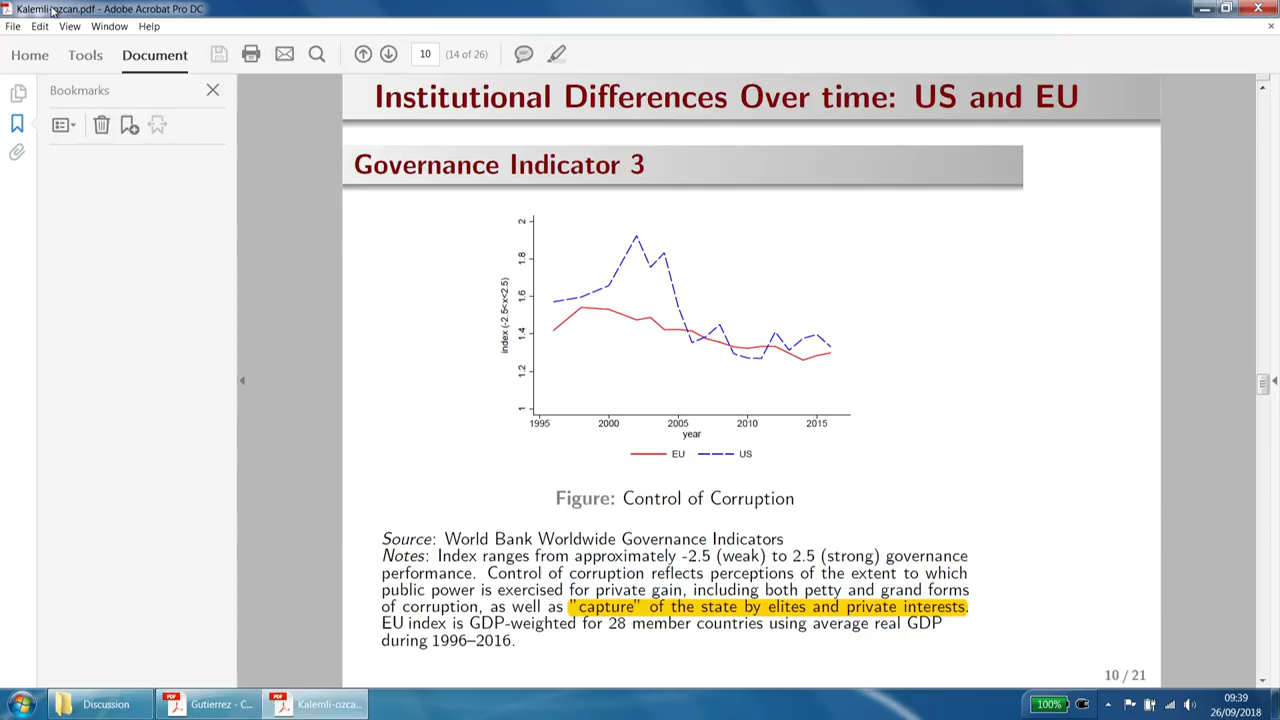 Kalemli-ozcan.pdf - Adobe Acrobat Pro DC
File Edit View Window Help
Home Tools Document 10 (14 of 26)
Bookmarks
Institutional Differences Over time: US and EU
Governance Indicator 3
2
1.8
1.6
1.4
1.2
1
index (-2.5<x<2.5)
1995 2000 2005 2010 2015
year
EU US
Figure: Control of Corruption
Source: World Bank Worldwide Governance Indicators
Notes: Index ranges from approximately -2.5 (weak) to 2.5 (strong) governance
performance. Control of corruption reflects perceptions of the extent to which
public power is exercised for private gain, including both petty and grand forms
of corruption, as well as "capture" of the state by elites and private interests.
EU index is GDP-weighted for 28 member countries using average real GDP
during 1996–2016.
10 / 21
Discussion
Gutierrez - C...
Kalemli-ozca...
100%
09:39
26/09/2018